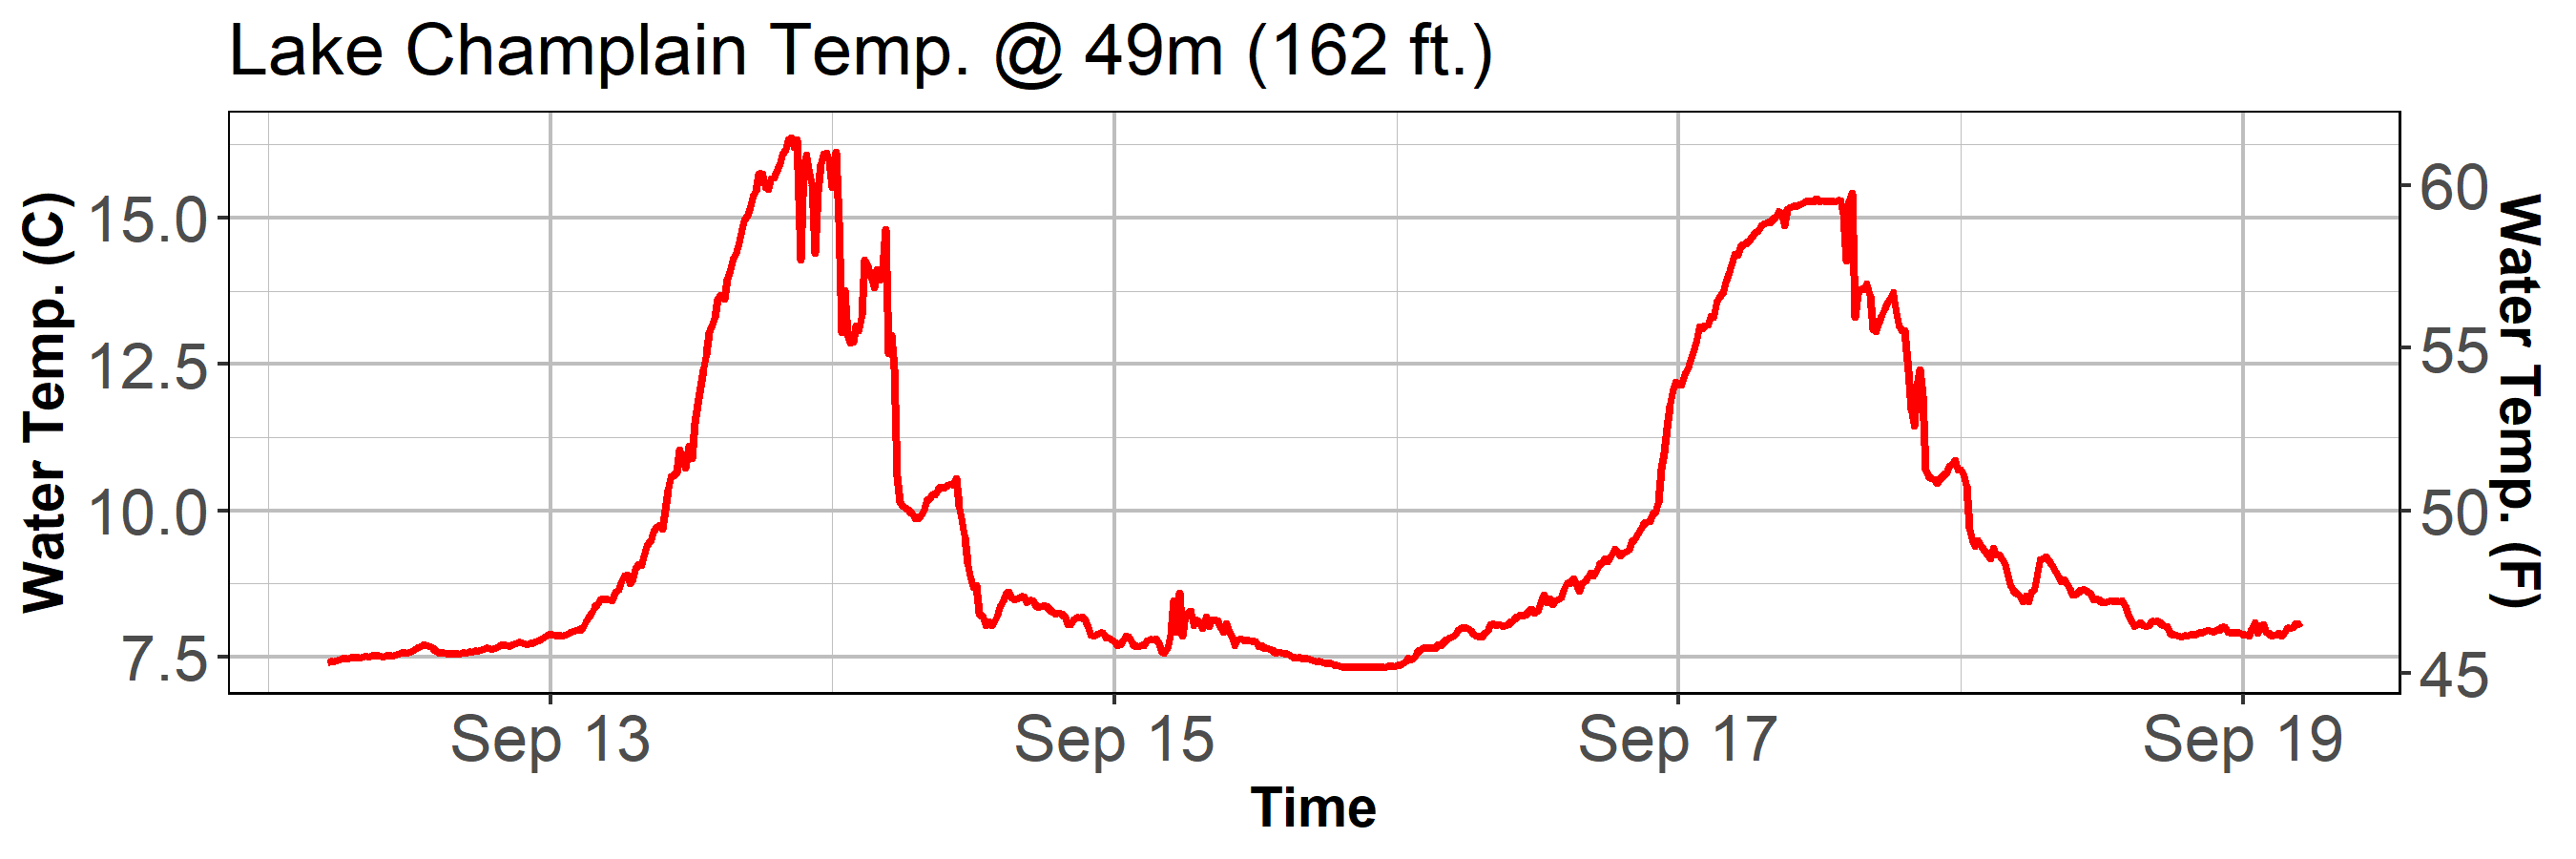 Lake Champlain Temp. @ 49m (162 ft.)
Water Temp. (C)
15.0
12.5
10.0
7.5
60
55
50
45
Water Temp. (F)
Sep 13
Sep 15
Sep 17
Sep 19
Time